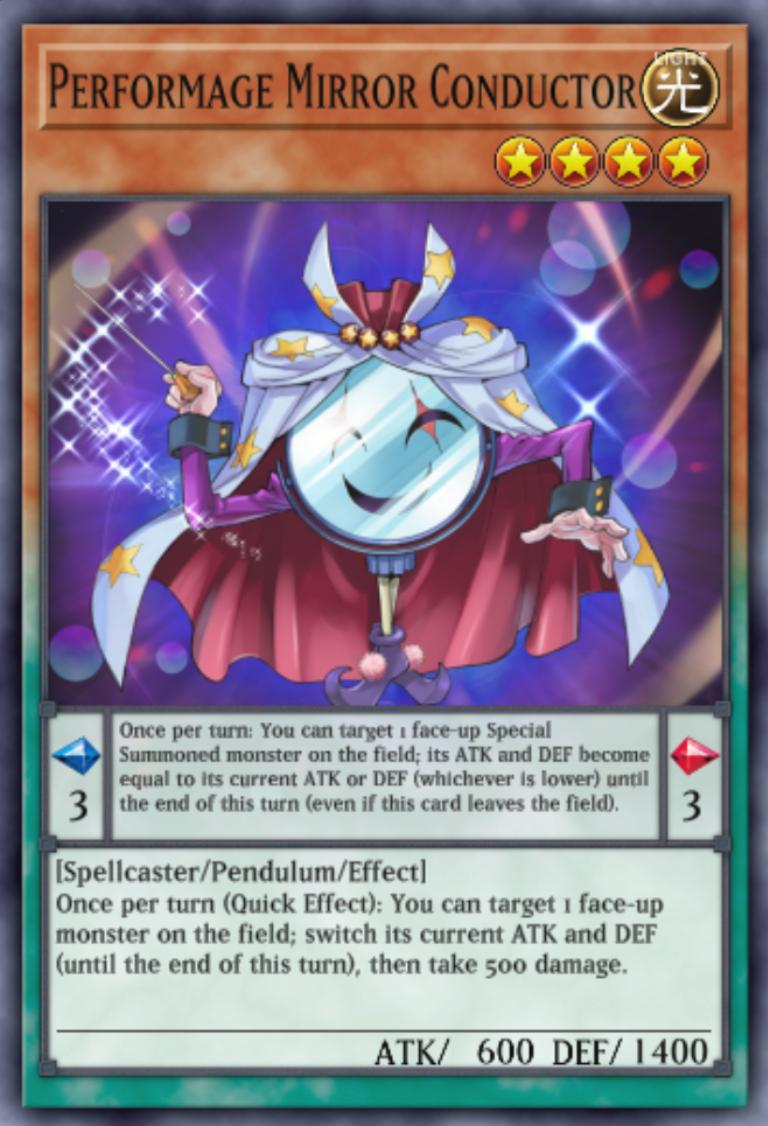 PERFORMAGE MIRROR CONDUCTOR
LIGHT
光
Once per turn: You can target 1 face-up Special
Summoned monster on the field; its ATK and DEF become
equal to its current ATK or DEF (whichever is lower) until
the end of this turn (even if this card leaves the field).
3
3
[Spellcaster/Pendulum/Effect]
Once per turn (Quick Effect): You can target 1 face-up
monster on the field; switch its current ATK and DEF
(until the end of this turn), then take 500 damage.
ATK/ 600 DEF/ 1400